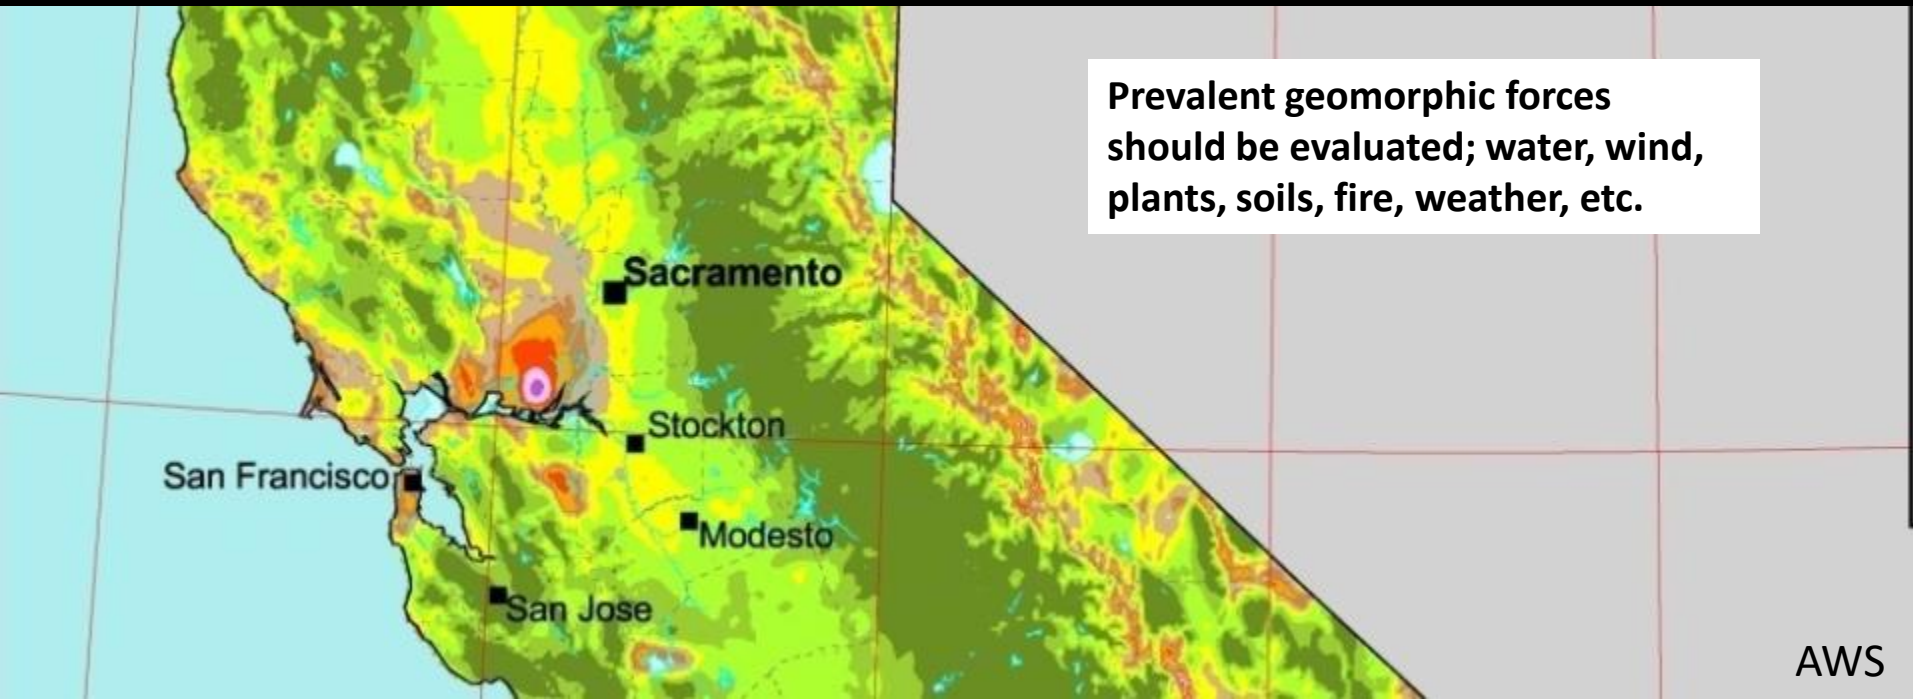 Prevalent geomorphic forces
should be evaluated; water, wind,
plants, soils, fire, weather, etc.
Sacramento
Stockton
San Francisco
Modesto
San Jose
AWS